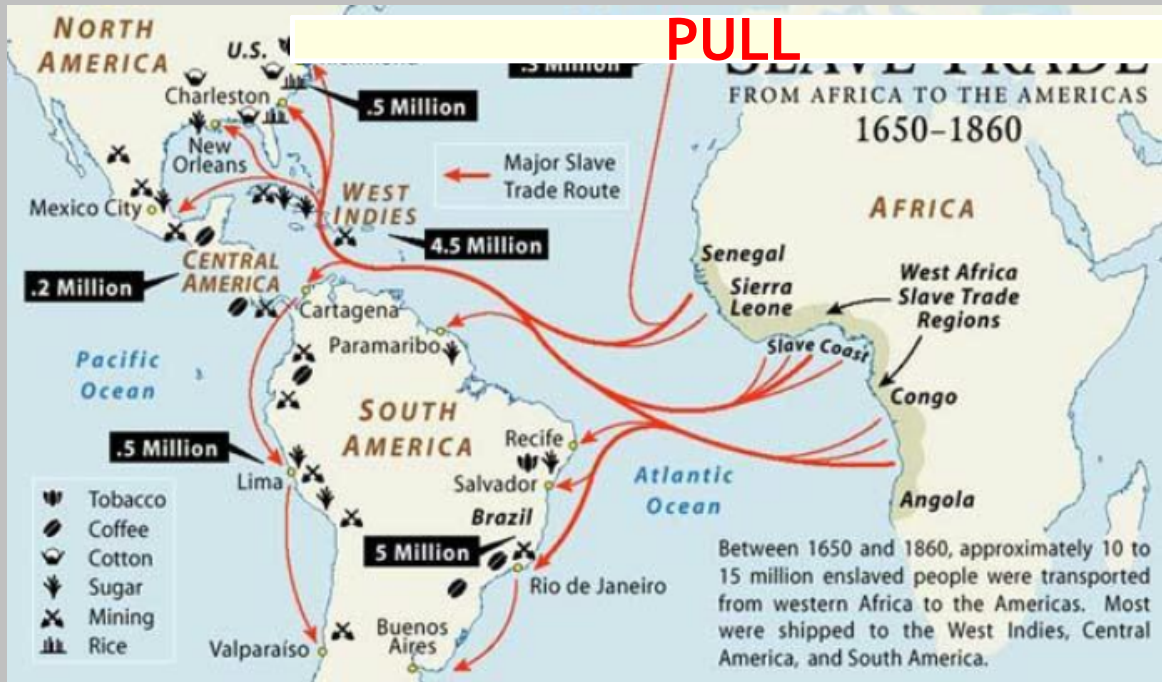 PULL
NORTH
AMERICA
U.S.
SLAVE TRADE
FROM AFRICA TO THE AMERICAS
1650–1860
.5 Million
Charleston
.5 Million
New
Orleans
Major Slave
Trade Route
Mexico City
WEST
INDIES
4.5 Million
AFRICA
CENTRAL
AMERICA
.2 Million
Senegal
Sierra
Leone
West Africa
Slave Trade
Regions
Cartagena
Paramaribo
Slave Coast
Pacific
Ocean
Congo
SOUTH
AMERICA
Recife
.5 Million
Lima
Salvador
Atlantic
Ocean
Angola
Brazil
5 Million
Rio de Janeiro
Tobacco
Coffee
Cotton
Sugar
Mining
Rice
Valparaíso
Buenos
Aires
Between 1650 and 1860, approximately 10 to
15 million enslaved people were transported
from western Africa to the Americas. Most
were shipped to the West Indies, Central
America, and South America.